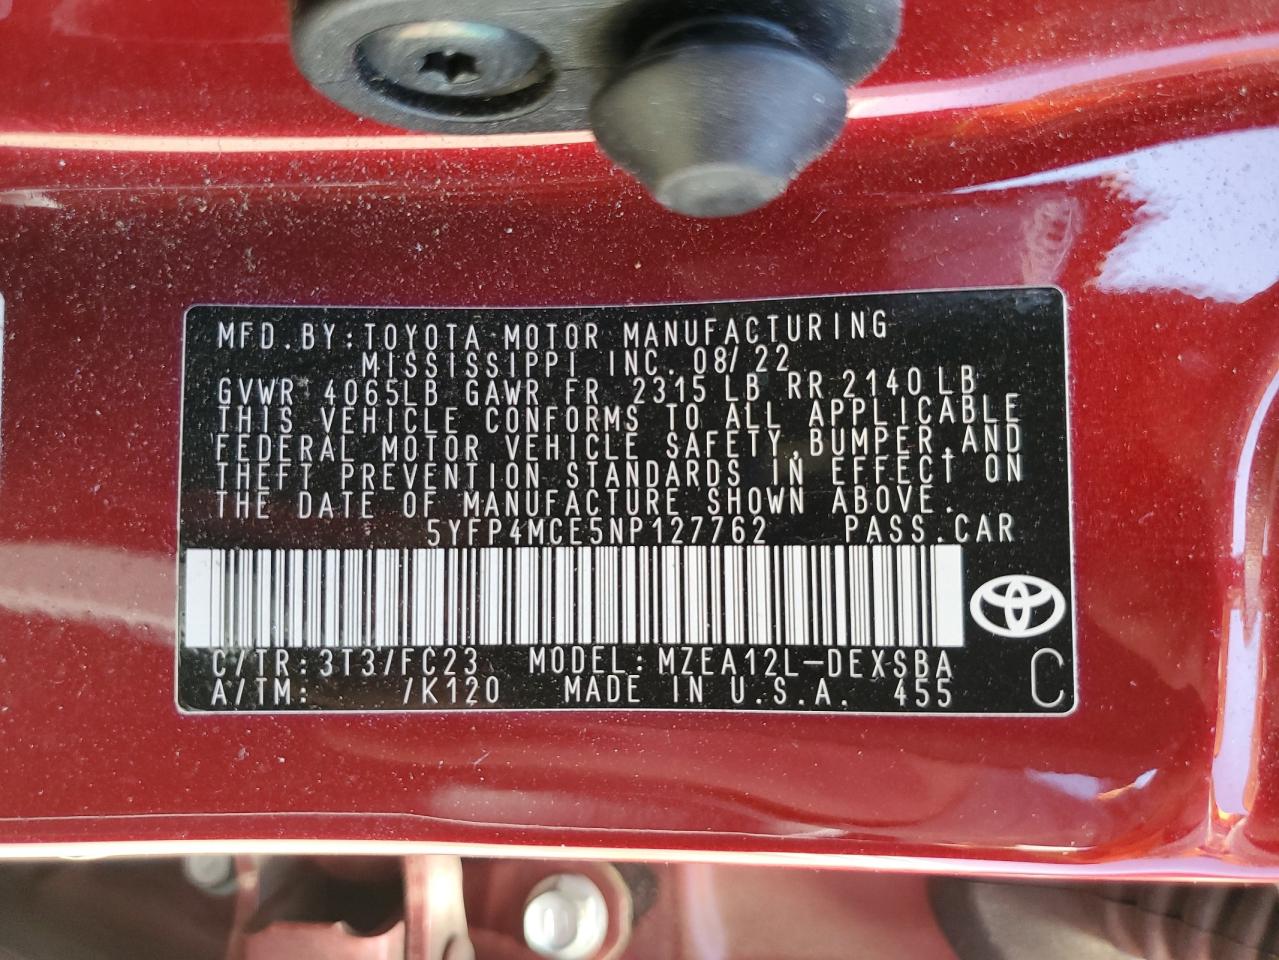 MFD.BY:TOYOTA MOTOR MANUFACTURING
MISSISSIPPI INC. 08/22
GVWR 4065LB GAWR FR 2315 LB RR 2140 LB
THIS VEHICLE CONFORMS TO ALL APPLICABLE
FEDERAL MOTOR VEHICLE SAFETY,BUMPER,AND
THEFT PREVENTION STANDARDS IN EFFECT ON
THE DATE OF MANUFACTURE SHOWN ABOVE.
5YFP4MCE5NP127762 PASS.CAR
C/TR:3T3/FC23 MODEL:MZEA12L-DEXSBA
A/TM: /K120 MADE IN U.S.A. 455 C